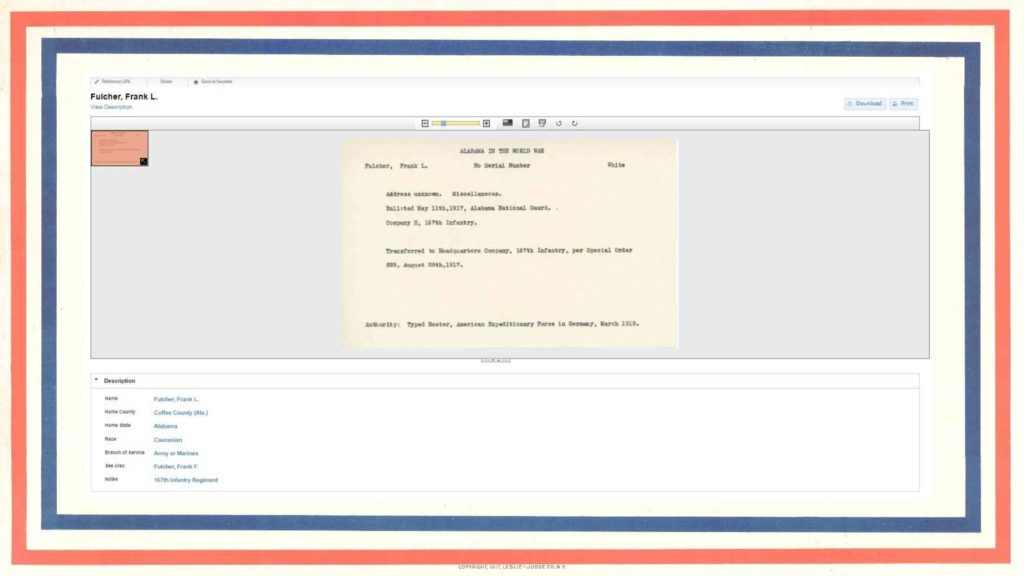 Reference URL Share Save to favorites
Fulcher, Frank L.
View Description
Download Print
ALABAMA IN THE WORLD WAR
Fulcher, Frank L. No Serial Number White
Address unknown. Miscellaneous.
Enlisted May 11th,1917, Alabama National Guard. .
Company H, 167th Infantry.
Transferred to Headquarters Company, 167th Infantry, per Special Order
August 1917.
Authority: Typed Roster, American Expeditionary Force in Germany, March 1919.
Description
Name Fulcher, Frank L.
Home County Coffee County (Ala.)
Home State Alabama
Race Caucasian
Branch of Service Army or Marines
See Also Fulcher, Frank F.
Notes 167th Infantry Regiment
COPYRIGHT, 1917, LESLIE-JUDGE CO., N.Y.